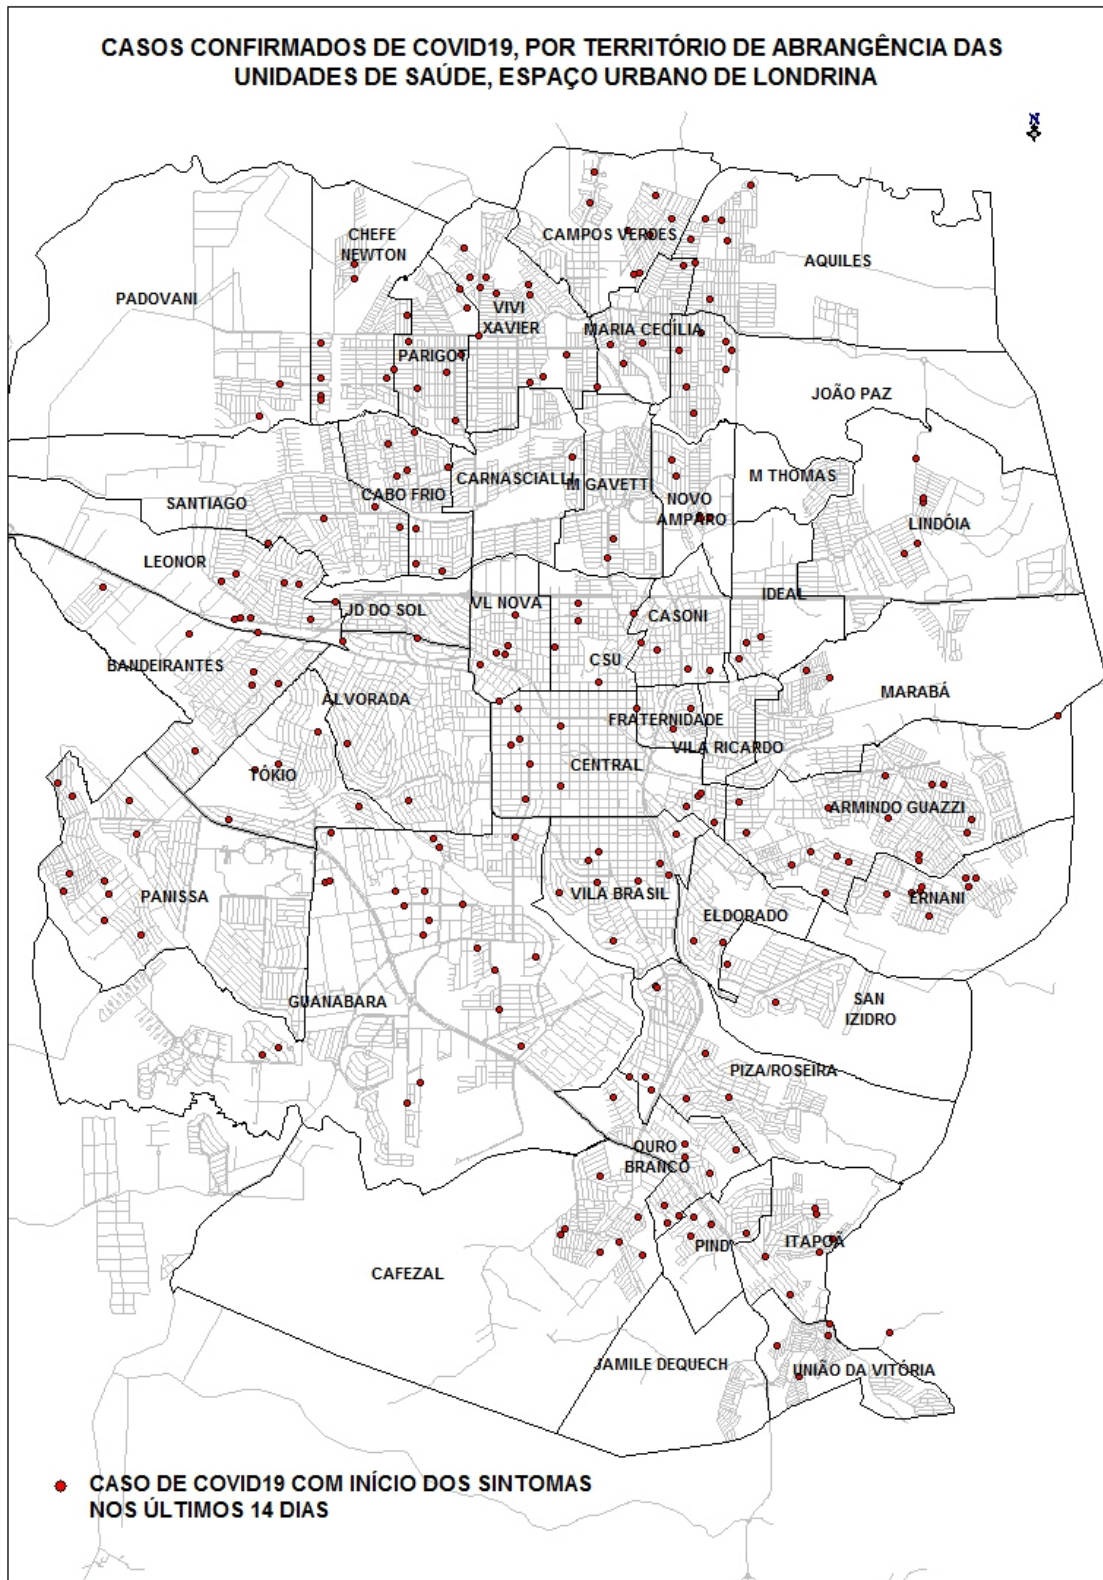 CASOS CONFIRMADOS DE COVID19, POR TERRITÓRIO DE ABRANGÊNCIA DAS
UNIDADES DE SAÚDE, ESPAÇO URBANO DE LONDRINA
N
CHEFE
NEWTON
CAMPOS VERDES
AQUILES
PADOVANI
VIVI
XAVIER
MARIA CECÍLIA
PARIGOT
JOÃO PAZ
CARNASCIALLI
M GAVETTI
M THOMAS
CABO FRIO
SANTIAGO
NOVO
AMPARO
LINDÓIA
LEONOR
IDEAL
JD DO SOL
VL NOVA
CASONI
CSU
BANDEIRANTES
ALVORADA
MARABÁ
FRATERNIDADE
VILA RICARDO
CENTRAL
TÓKIO
ARMINDO GUAZZI
PANISSA
VILA BRASIL
ERNANI
ELDORADO
GUANABARA
SAN
IZIDRO
PIZA/ROSEIRA
OURO
BRANCO
PIND
ITAPOÃ
CAFEZAL
JAMILE DEQUECH
UNIÃO DA VITÓRIA
CASO DE COVID19 COM INÍCIO DOS SINTOMAS
NOS ÚLTIMOS 14 DIAS